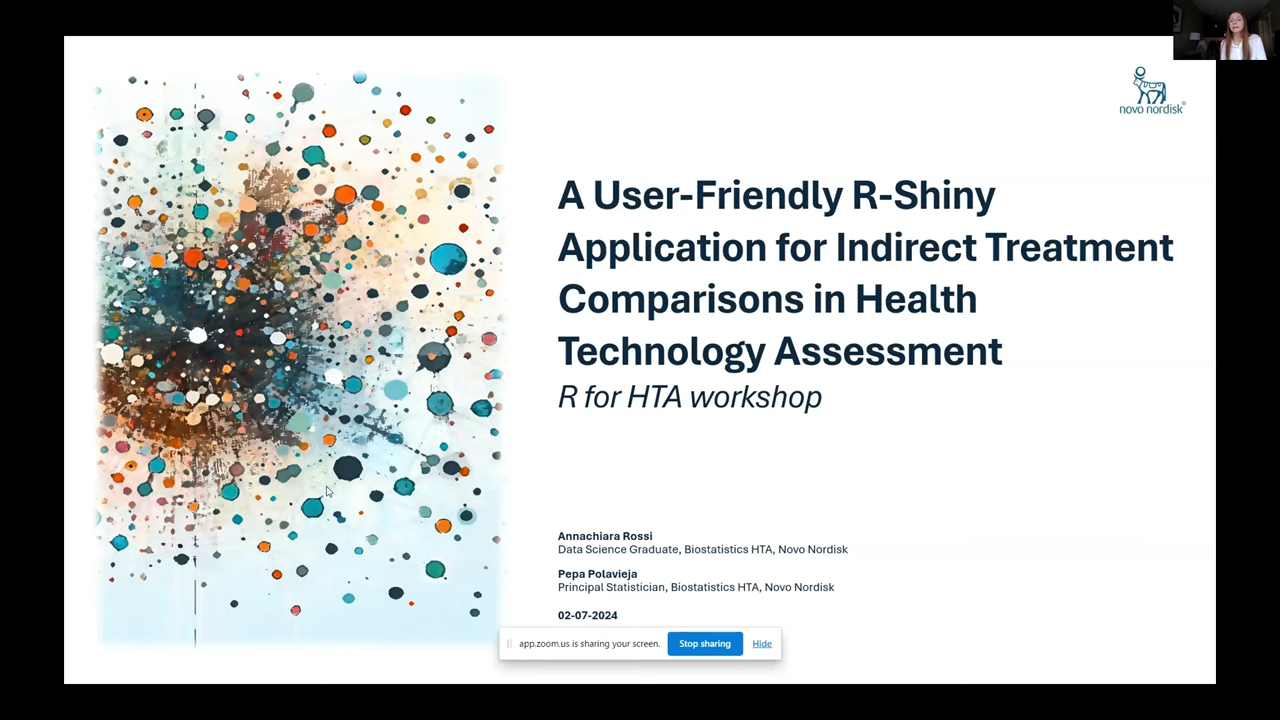 novo nordisk®
A User-Friendly R-Shiny
Application for Indirect Treatment
Comparisons in Health
Technology Assessment
R for HTA workshop
Annachiara Rossi
Data Science Graduate, Biostatistics HTA, Novo Nordisk
Pepa Polavieja
Principal Statistician, Biostatistics HTA, Novo Nordisk
02-07-2024
app.zoom.us is sharing your screen. Stop sharing Hide